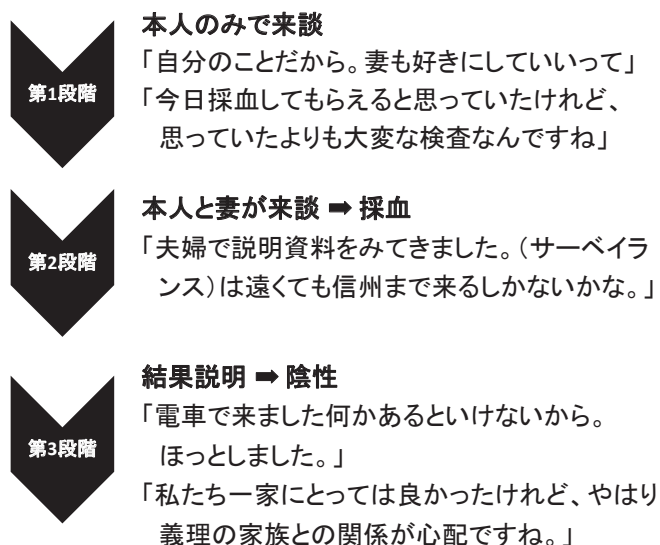 第1段階
本人のみで来談
「自分のことだから。妻も好きにしていいって」
「今日採血してもらえると思っていたけれど、
思っていたよりも大変な検査なんですね」
第2段階
本人と妻が来談 ➡ 採血
「夫婦で説明資料をみてきました。（サーベイラ
ンス）は遠くても信州まで来るしかないかな。」
第3段階
結果説明 ➡ 陰性
「電車で来ました何かあるといけないから。
ほっとしました。」
「私たち一家にとっては良かったけれど、やはり
義理の家族との関係が心配ですね。」